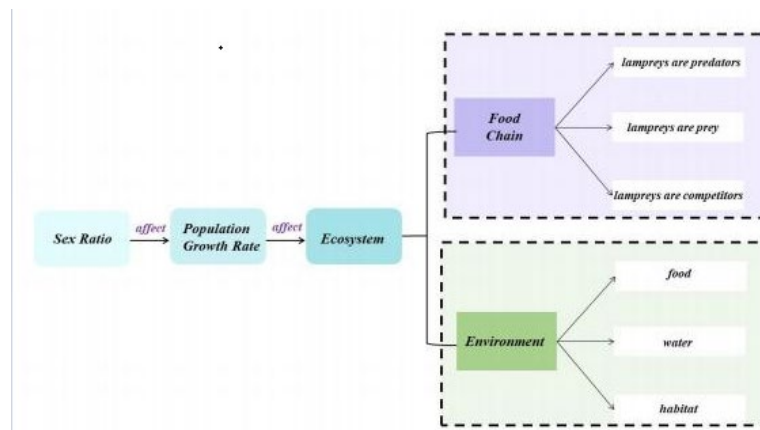 Sex Ratio
affect
Population
Growth Rate
affect
Ecosystem
Food
Chain
lampreys are predators
lampreys are prey
lampreys are competitors
Environment
food
water
habitat